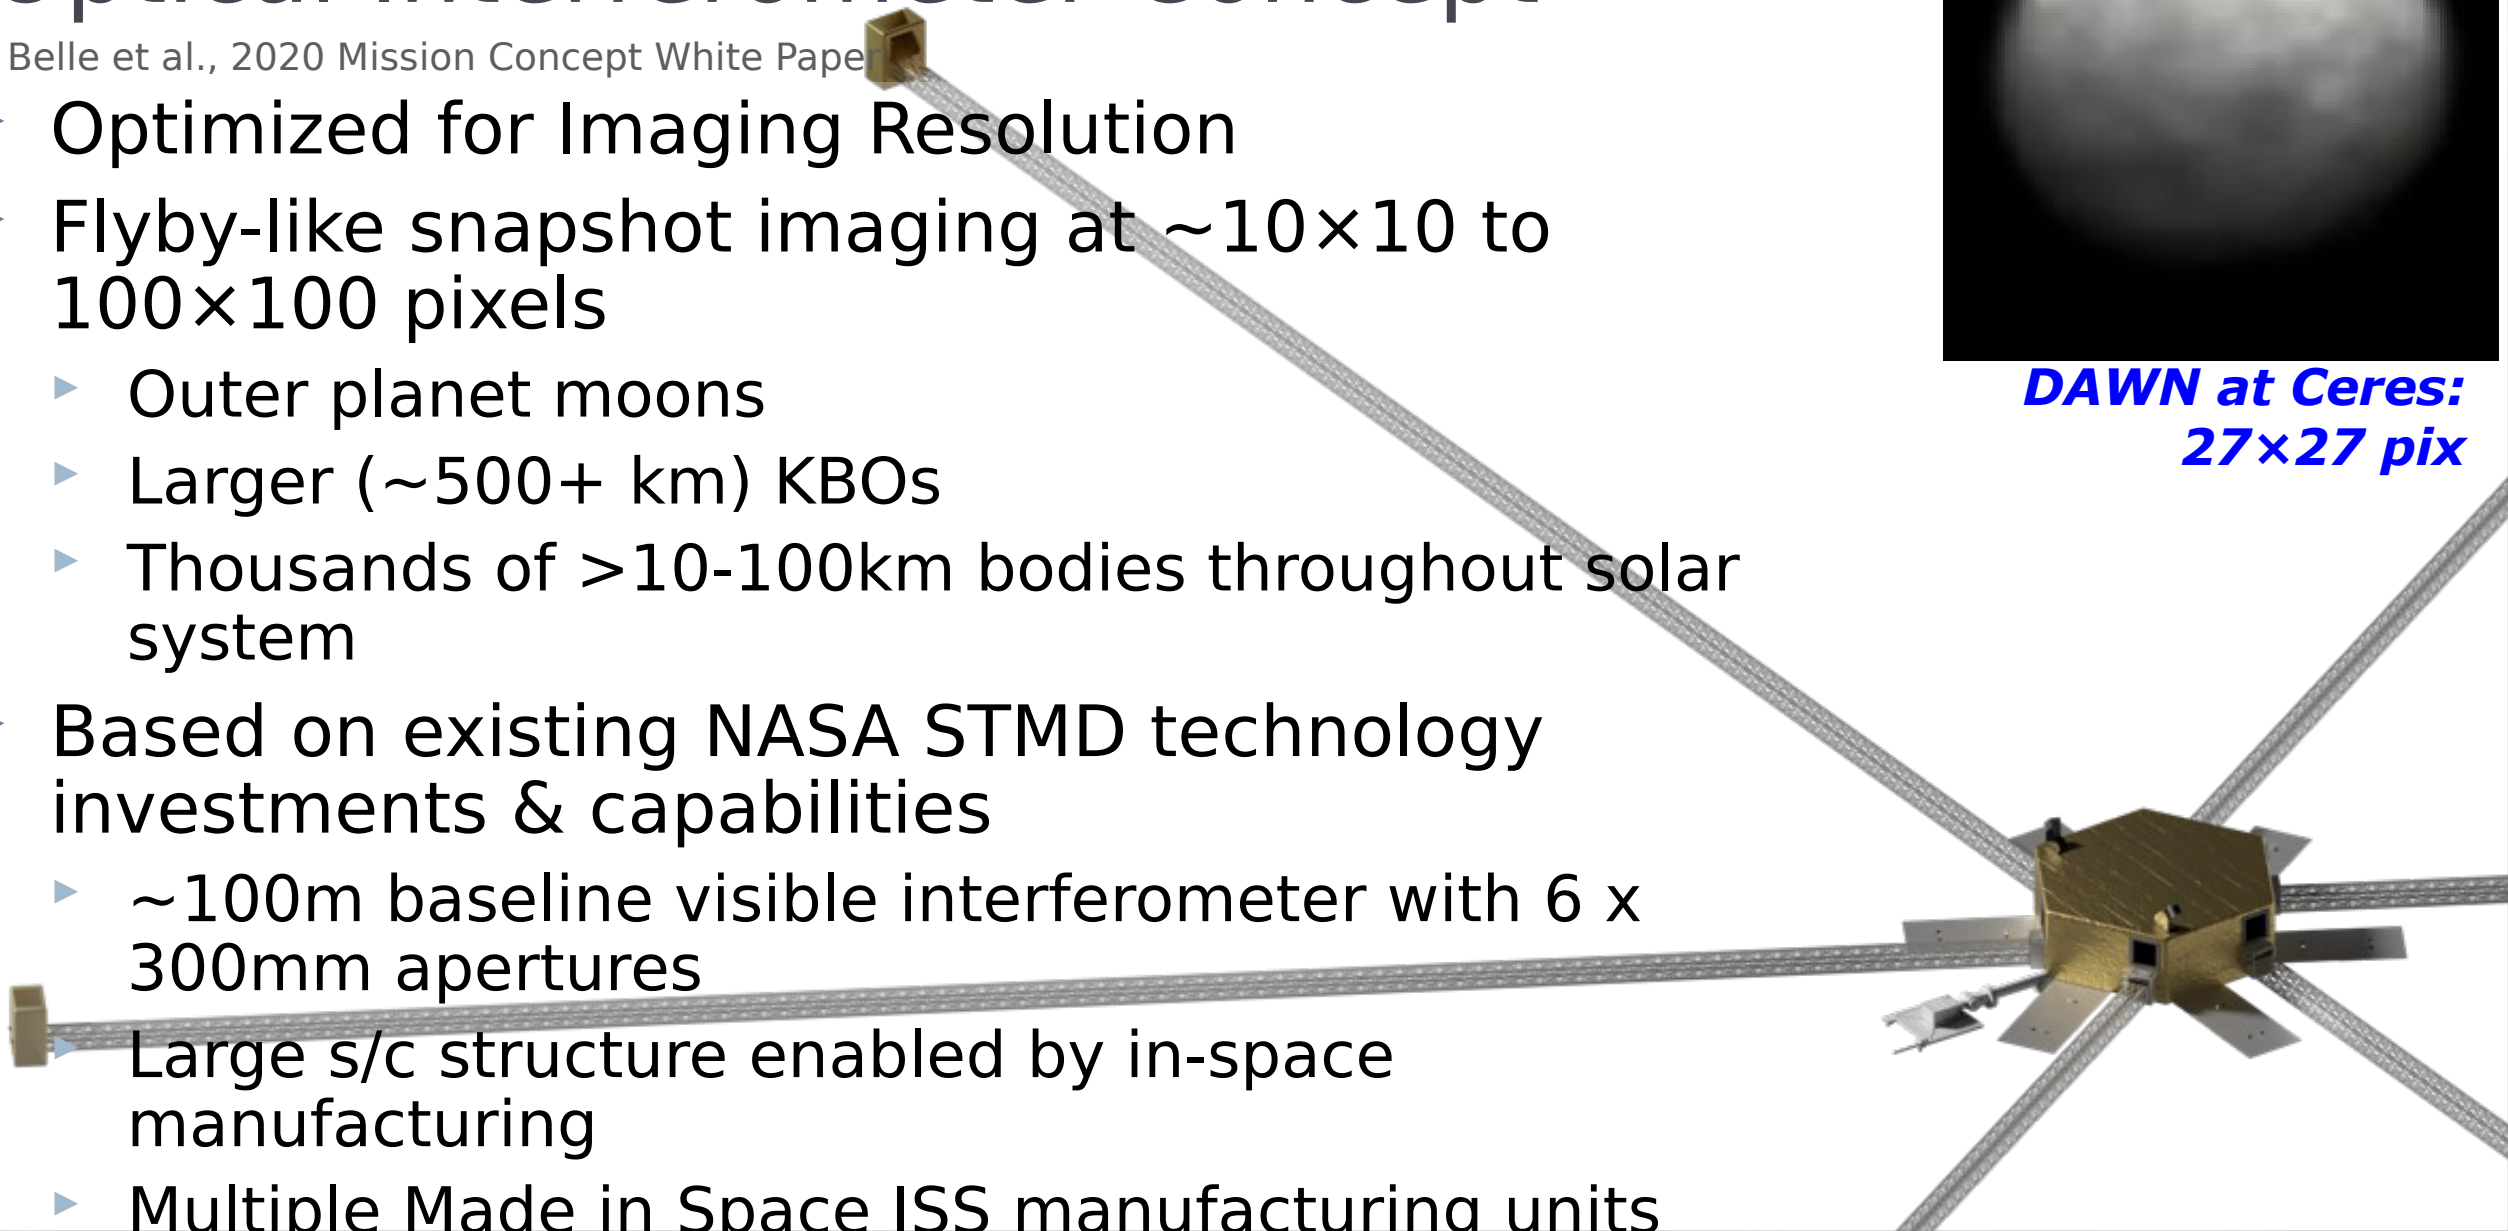 Optical Interferometer Concept
Belle et al., 2020 Mission Concept White Paper
Optimized for Imaging Resolution
Flyby-like snapshot imaging at ~10×10 to
100×100 pixels
Outer planet moons
Larger (~500+ km) KBOs
Thousands of >10-100km bodies throughout solar
system
Based on existing NASA STMD technology
investments & capabilities
~100m baseline visible interferometer with 6 x
300mm apertures
Large s/c structure enabled by in-space
manufacturing
Multiple Made in Space ISS manufacturing units
DAWN at Ceres:
27×27 pix